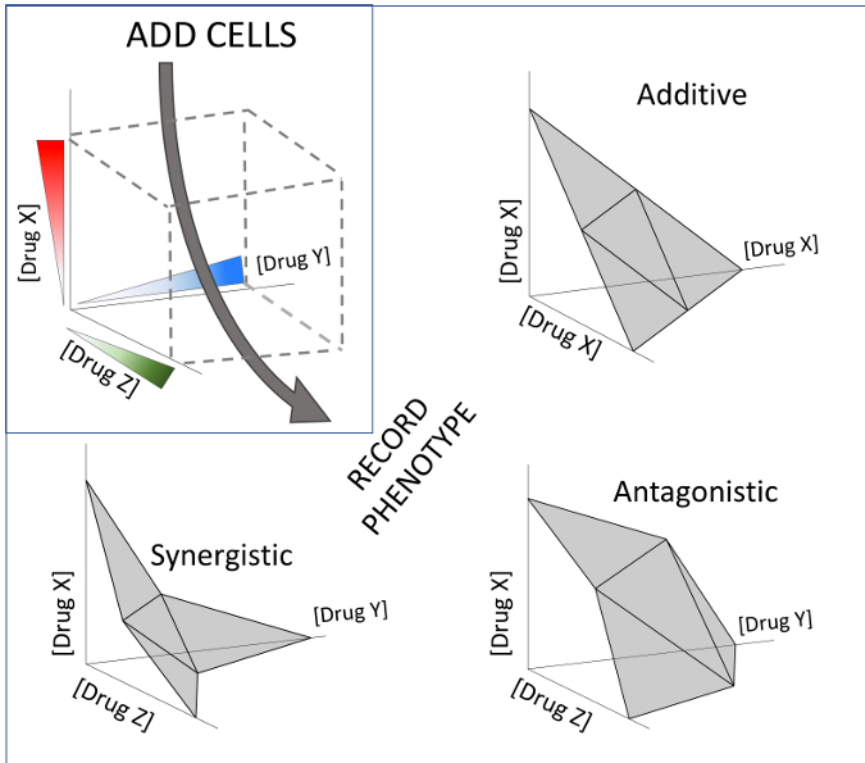 ADD CELLS
[Drug X]
[Drug Y]
[Drug Z]
Additive
[Drug X]
[Drug X]
[Drug X]
RECORD
PHENOTYPE
Synergistic
[Drug X]
[Drug Y]
[Drug Z]
Antagonistic
[Drug X]
[Drug Y]
[Drug Z]